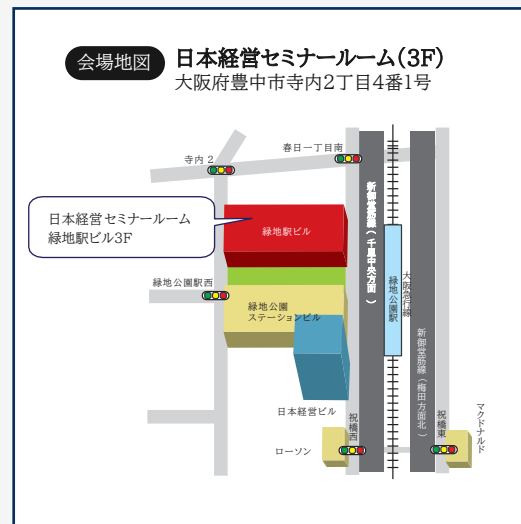 会場地図
日本経営セミナールーム(3F)
大阪府豊中市寺内2丁目4番1号
寺内 2
春日一丁目南
日本経営 セミナールーム
緑地駅ビル3F
緑地駅ビル
新御堂筋線(千里中央方面)
緑地公園駅
大阪急行線
緑地公園駅西
緑地公園
ステーションビル
新御堂筋線(梅田方面北)
日本経営ビル
祝橋西
祝橋東
マクドナルド
ローソン